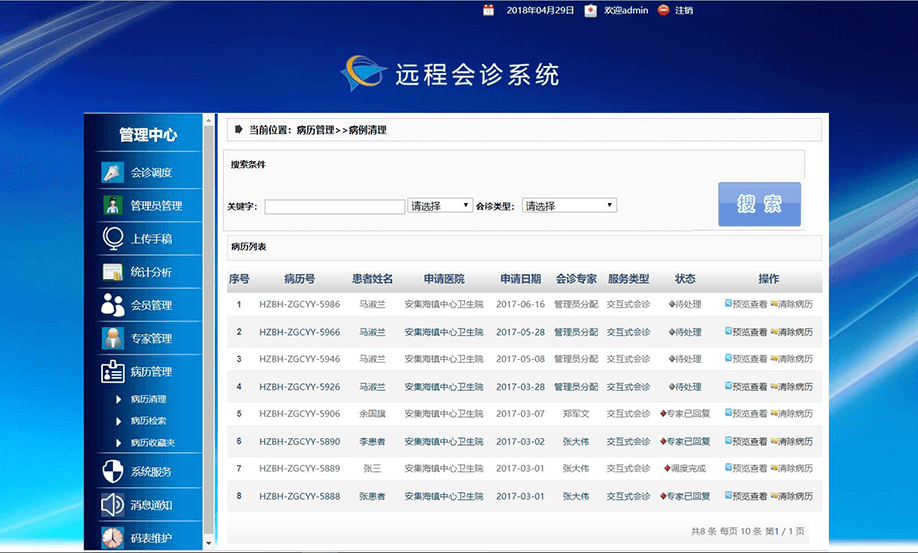 2018年04月29日 欢迎admin 注销
远程会诊系统
管理中心
会诊调度
管理员管理
上传手稿
统计分析
会员管理
专家管理
病历管理
病历清理
病历检索
病历收藏夹
系统服务
消息通知
码表维护
当前位置：病历管理>>病例清理
搜索条件
关键字： 请选择 会诊类型： 请选择 搜索
病历列表
序号 病历号 患者姓名 申请医院 申请日期 会诊专家 服务类型 状态 操作
1 HZBH-ZGCYY-5986 马淑兰 安集海镇中心卫生院 2017-06-16 管理员分配 交互式会诊 待处理 预览查看 清除病历
2 HZBH-ZGCYY-5966 马淑兰 安集海镇中心卫生院 2017-05-28 管理员分配 交互式会诊 待处理 预览查看 清除病历
3 HZBH-ZGCYY-5946 马淑兰 安集海镇中心卫生院 2017-05-08 管理员分配 交互式会诊 待处理 预览查看 清除病历
4 HZBH-ZGCYY-5926 马淑兰 安集海镇中心卫生院 2017-03-28 管理员分配 交互式会诊 待处理 预览查看 清除病历
5 HZBH-ZGCYY-5906 余国旗 安集海镇中心卫生院 2017-03-07 郑军文 交互式会诊 专家已回复 预览查看 清除病历
6 HZBH-ZGCYY-5890 李患者 安集海镇中心卫生院 2017-03-02 张大伟 交互式会诊 专家已回复 预览查看 清除病历
7 HZBH-ZGCYY-5889 张三 安集海镇中心卫生院 2017-03-01 张大伟 交互式会诊 调度完成 预览查看 清除病历
8 HZBH-ZGCYY-5888 张患者 安集海镇中心卫生院 2017-03-01 张大伟 交互式会诊 专家已回复 预览查看 清除病历
共8 条 每页 10 条 第1 / 1 页